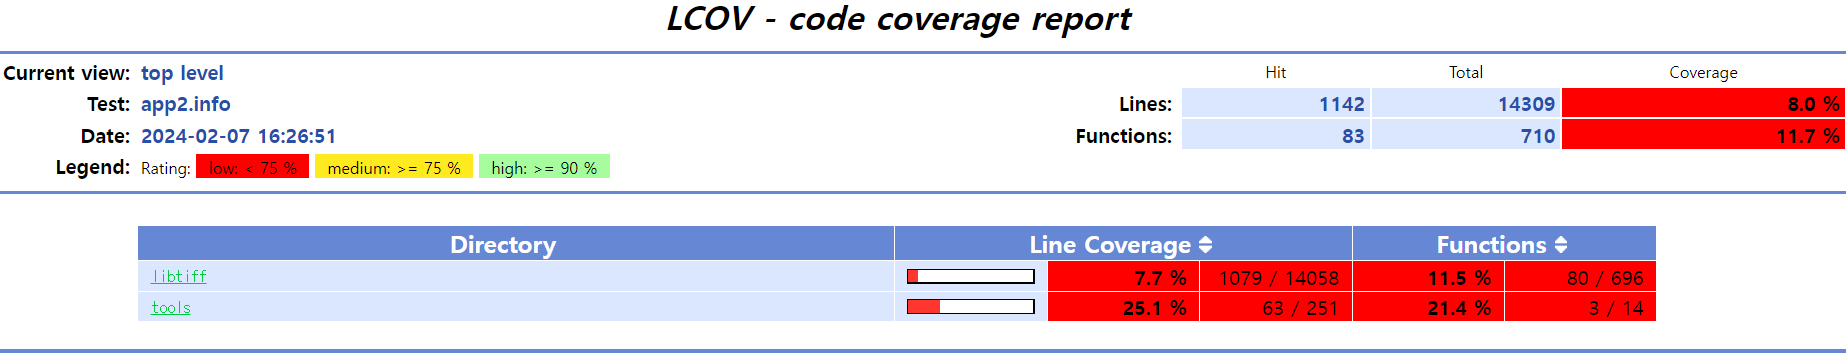 LCOV - code coverage report
Current view: top level
Hit Total Coverage
Test: app2.info
Lines: 1142 14309 8.0 %
Date: 2024-02-07 16:26:51
Functions: 83 710 11.7 %
Legend: Rating: low: < 75 % medium: >= 75 % high: >= 90 %
Directory Line Coverage Functions
libtiff 7.7 % 1079 / 14058 11.5 % 80 / 696
tools 25.1 % 63 / 251 21.4 % 3 / 14